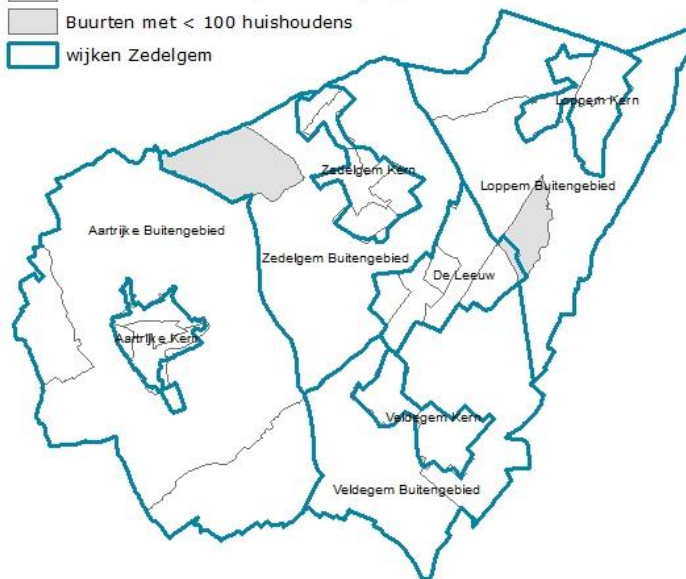 Buurten met < 100 huishoudens
wijken Zedelgem
Loppem Kern
Zedelgem Kern
Loppem Buitengebied
Aartrijke Buitengebied
Zedelgem Buitengebied
De Leeuw
Aartrijke Kern
Veldegem Kern
Veldegem Buitengebied